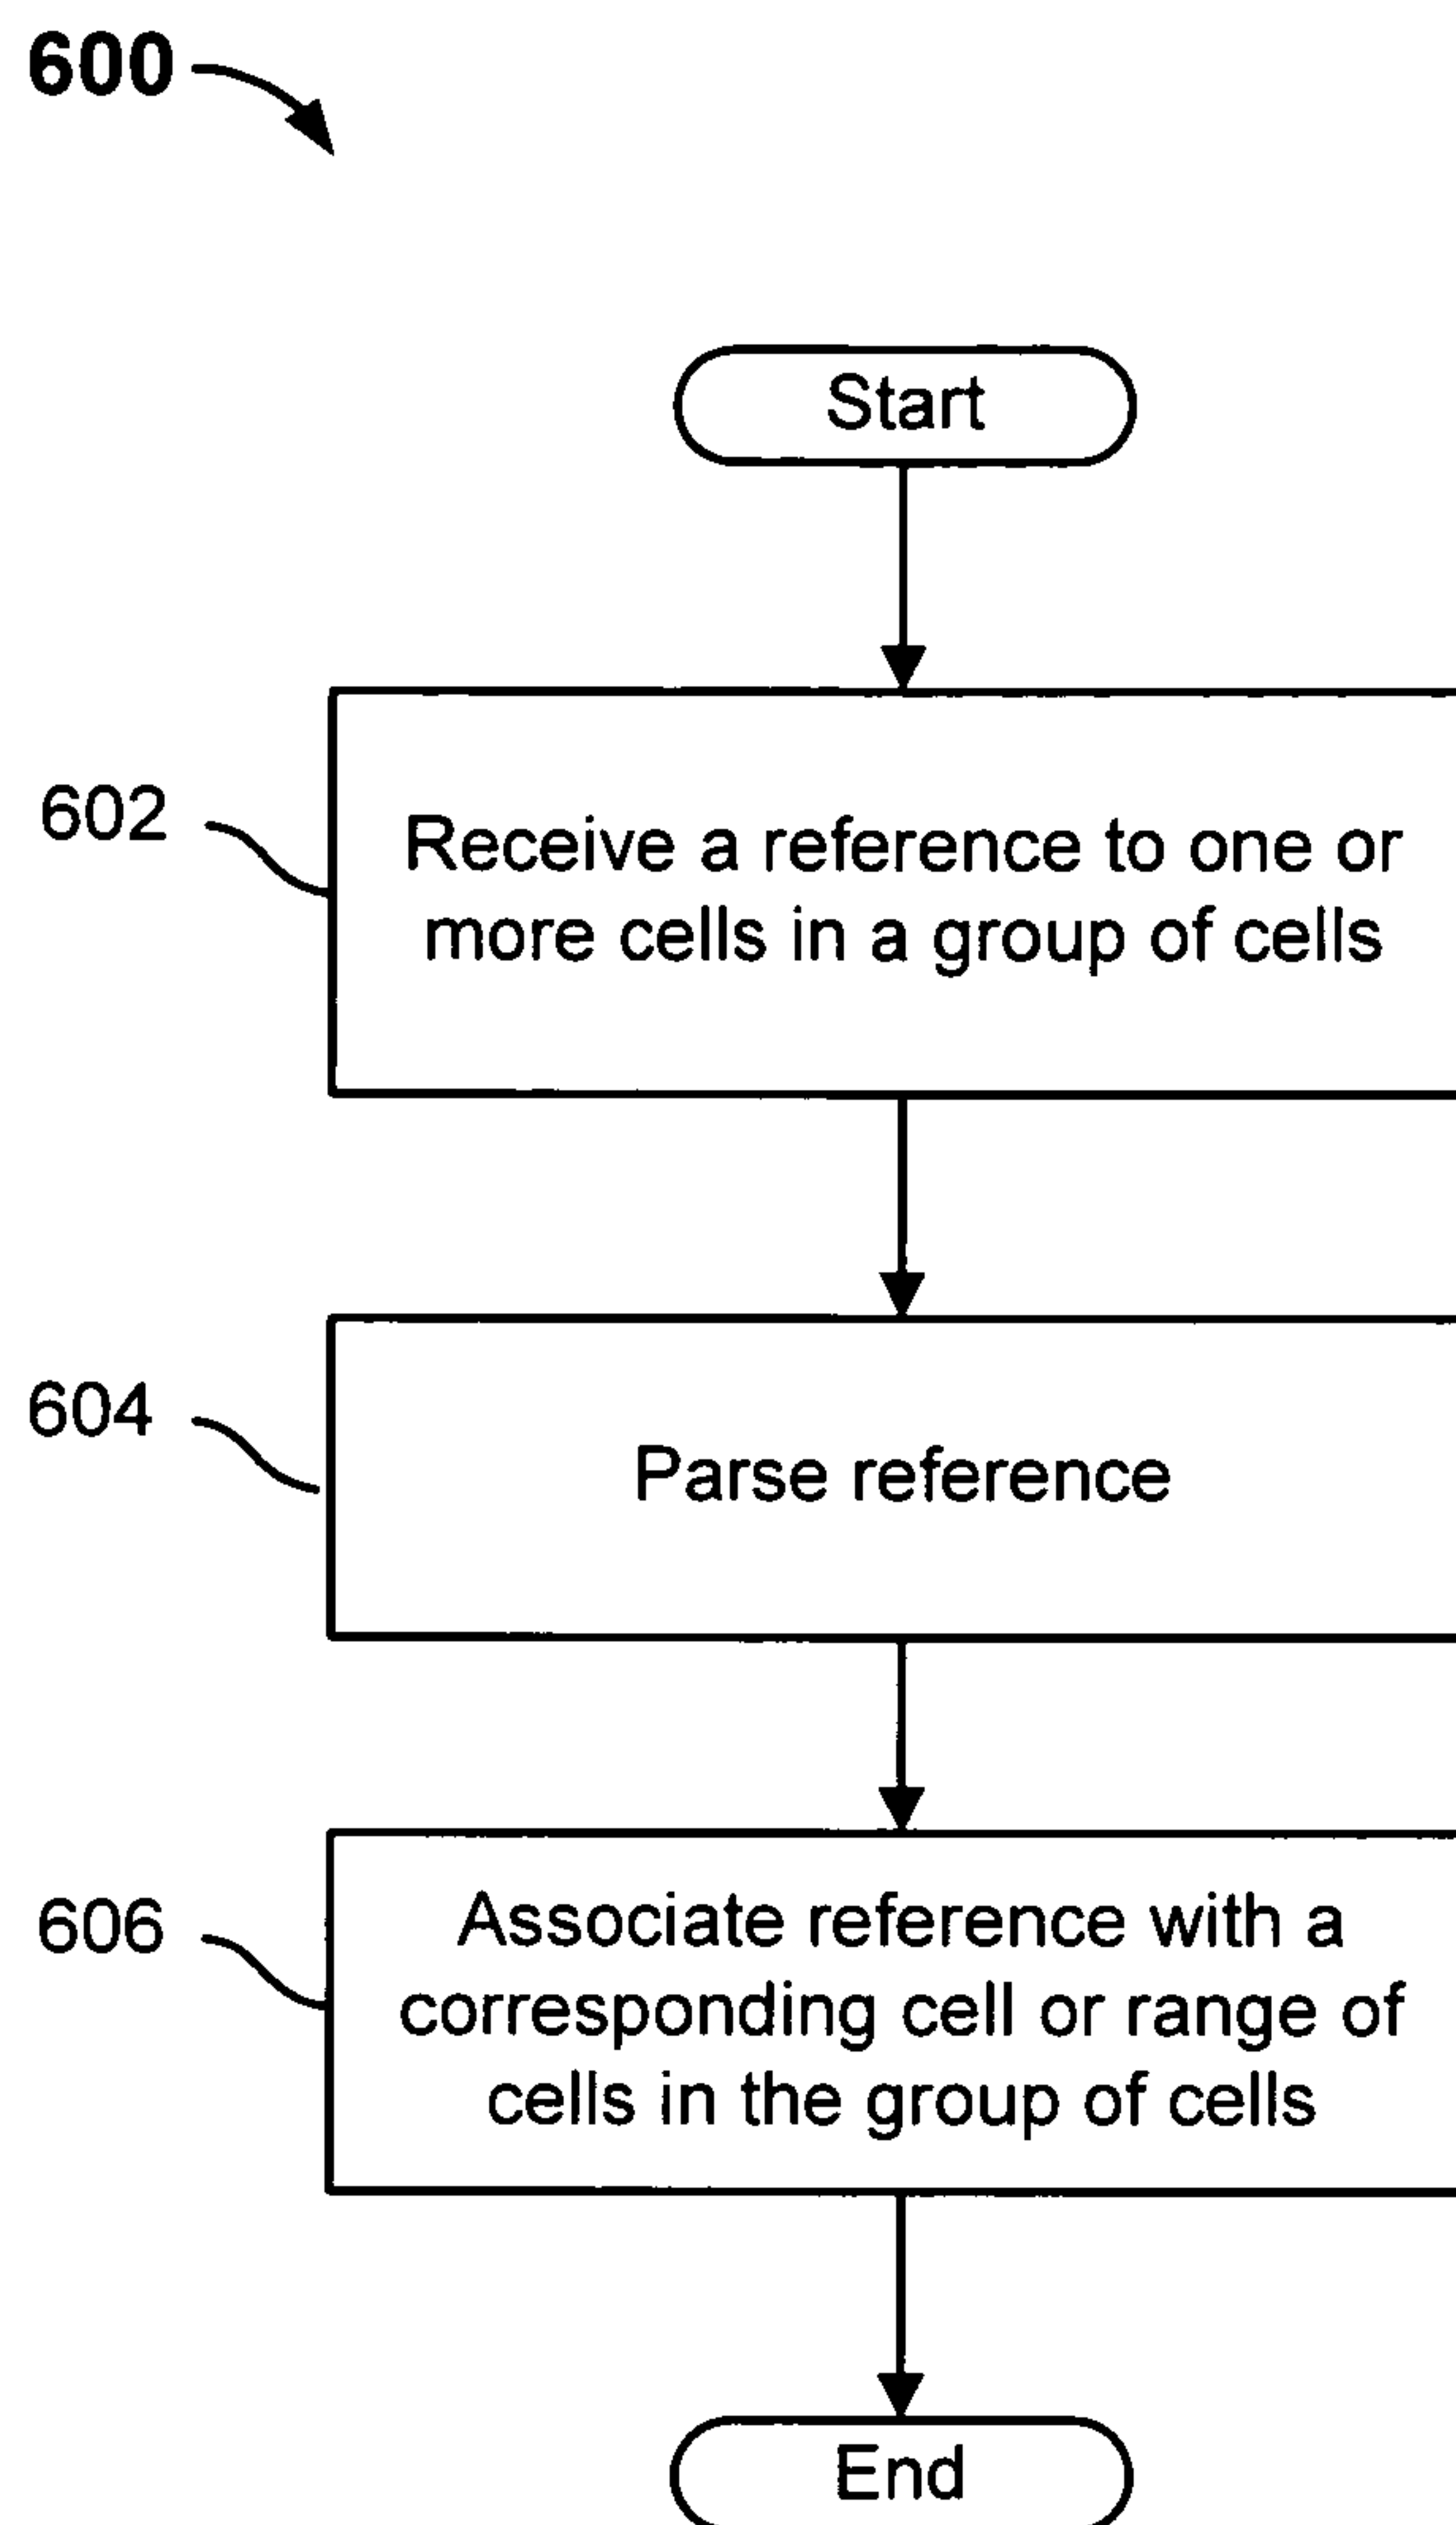 600
Start
602
Receive a reference to one or
more cells in a group of cells
604
Parse reference
606
Associate reference with a
corresponding cell or range of
cells in the group of cells
End